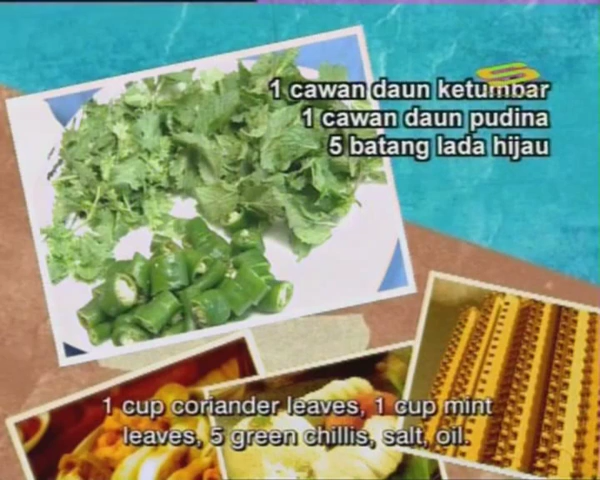 1 cawan daun ketumbar
1 cawan daun pudina
5 batang lada hijau
1 cup coriander leaves, 1 cup mint
leaves, 5 green chillis, salt, oil.